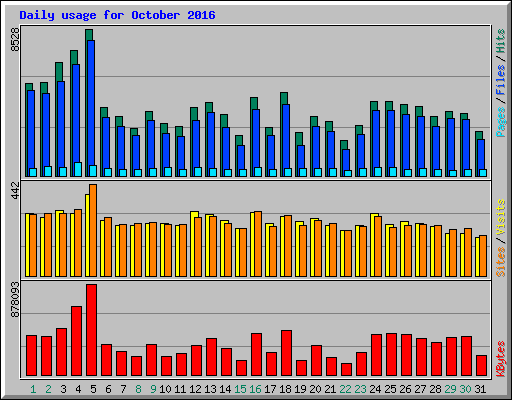 Daily usage for October 2016
8528
Pages / Files / Hits
442
Sites / Visits
878093
KBytes
1 2 3 4 5 6 7 8 9 10 11 12 13 14 15 16 17 18 19 20 21 22 23 24 25 26 27 28 29 30 31